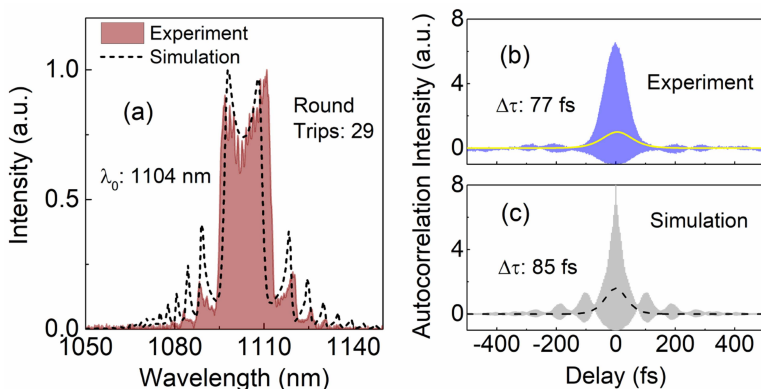 Experiment
Simulation
(a)
Round
Trips: 29
λ0: 1104 nm
Intensity (a.u.)
1.0
0.5
0.0
1050
1080
1110
1140
Wavelength (nm)
(b)
Experiment
Δτ: 77 fs
8
4
0
(c)
Simulation
Δτ: 85 fs
8
4
0
Autocorrelation Intensity (a.u.)
-400
-200
0
200
400
Delay (fs)